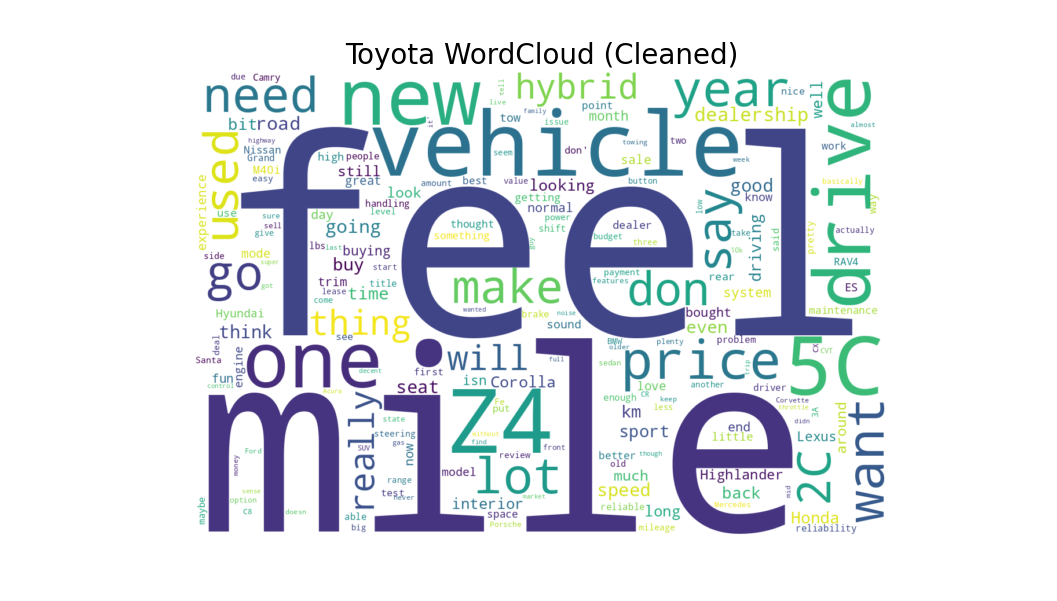 Toyota WordCloud (Cleaned)
due
Camry
need
new
hybrid
year
nice
well
tell
live
family
bit
road
it'
tow
point
month
issue
dealership
almost
used
highway
Nissan
Grand
M40i
easy
high
people
still
great
vehicle
seem
don'
towing
two
sale
week
work
drive
feel
experience
use
sure
sell
give
day
look
level
handling
amount
best
value
looking
getting
normal
button
low
good
know
basically
way
going
thought
something
power
shift
guy
dealer
budget
three
say
take
10k
driving
said
pretty
actually
side
go
super
got
mode
lbs
last
buying
buy
start
trim
lease
come
title
time
make
wanted
payment
features
don
rear
system
RAV4
ES
maintenance
Hyundai
think
thing
see
brake
noise
sound
bought
even
Santa
deal
engine
one
first
will
full
BMW
older
plenty
problem
sedan
price
trip
Cx
CVT
5C
fun
control
decent
Acura
seat
isn
Corolla
love
another
enough
CR
keep
less
driver
Corvette
throttle
didn
3A
mile
Z4
Fe
put
km
sport
end
little
Lexus
around
want
state
steering
gas
SUV
really
now
without
find
review
front
better
though
old
Ford
money
sense
model
lot
much
Highlander
mid
2C
range
test
never
interior
market
speed
back
Mercedes
maybe
option
C8
doesn
able
big
space
Porsche
reliable
long
mileage
Honda
reliability